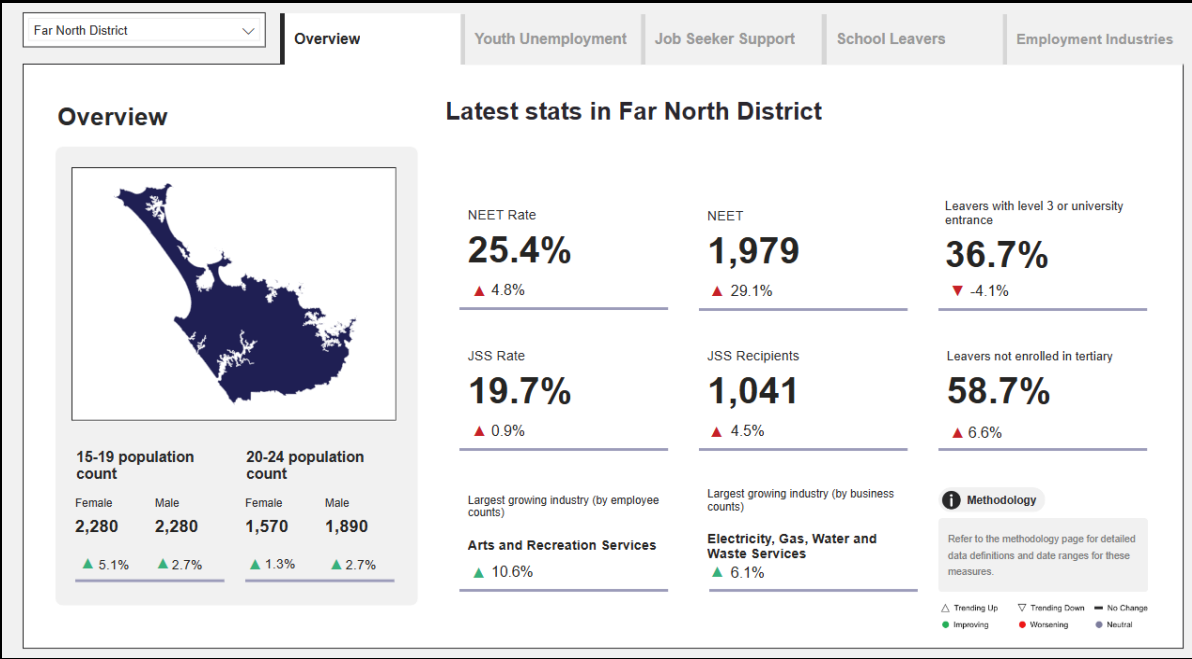 Far North District
Overview
Youth Unemployment
Job Seeker Support
School Leavers
Employment Industries
Overview
Latest stats in Far North District
NEET Rate
25.4%
▲ 4.8%
NEET
1,979
▲ 29.1%
Leavers with level 3 or university
entrance
36.7%
▼ -4.1%
JSS Rate
19.7%
▲ 0.9%
JSS Recipients
1,041
▲ 4.5%
Leavers not enrolled in tertiary
58.7%
▲ 6.6%
15-19 population
count
Female
2,280
▲ 5.1%
Male
2,280
▲ 2.7%
20-24 population
count
Female
1,570
▲ 1.3%
Male
1,890
▲ 2.7%
Largest growing industry (by employee
counts)
Arts and Recreation Services
▲ 10.6%
Largest growing industry (by business
counts)
Electricity, Gas, Water and
Waste Services
▲ 6.1%
i Methodology
Refer to the methodology page for detailed
data definitions and date ranges for these
measures.
△ Trending Up ▽ Trending Down No Change
Improving Worsening Neutral